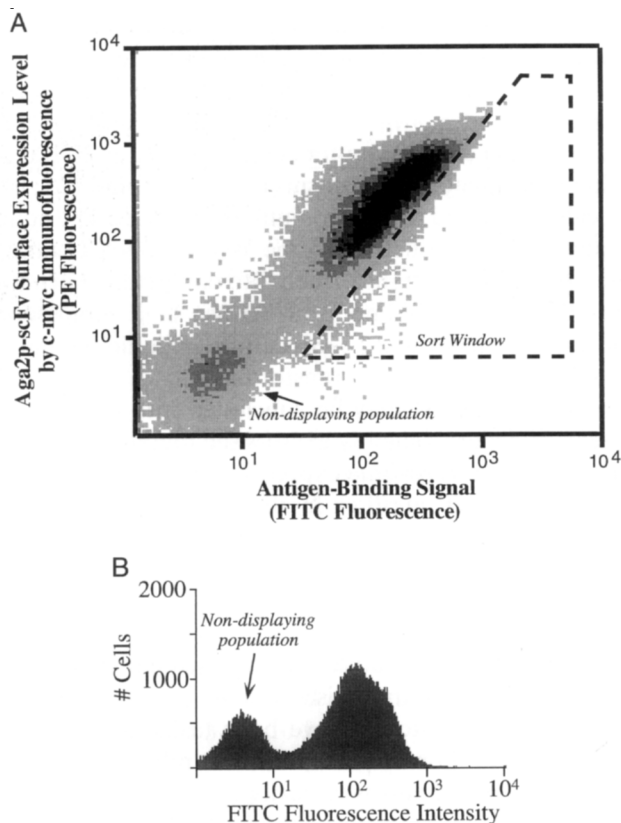 A
Aga2p-scFv Surface Expression Level
by c-myc Immunofluorescence
(PE Fluorescence)
10^4
10^3
10^2
10^1
Sort Window
Non-displaying population
10^1
10^2
10^3
10^4
Antigen-Binding Signal
(FITC Fluorescence)
B
# Cells
2000
1000
Non-displaying
population
10^1
10^2
10^3
10^4
FITC Fluorescence Intensity